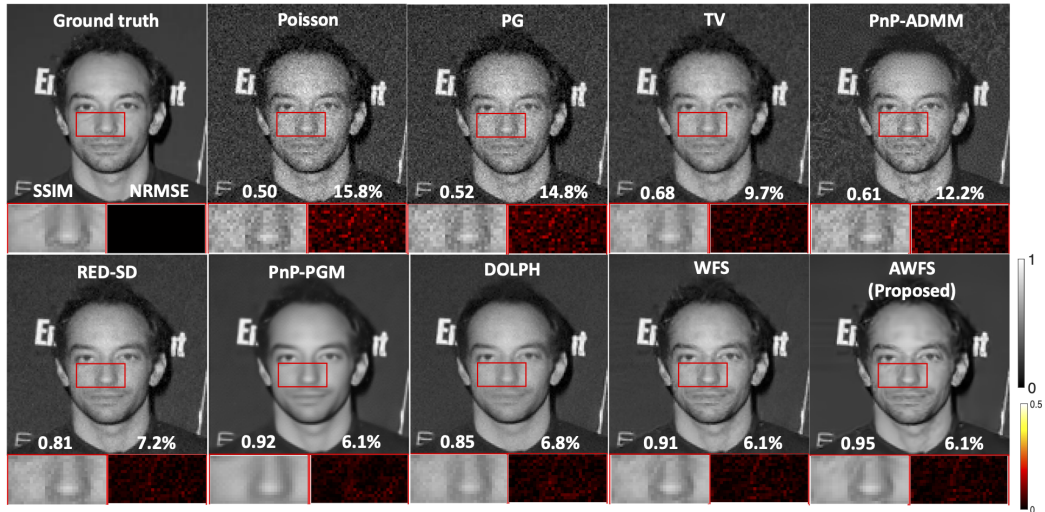 Ground truth
Poisson
PG
TV
PnP-ADMM
SSIM NRMSE
0.50 15.8%
0.52 14.8%
0.68 9.7%
0.61 12.2%
RED-SD
PnP-PGM
DOLPH
WFS
AWFS
(Proposed)
0.81 7.2%
0.92 6.1%
0.85 6.8%
0.91 6.1%
0.95 6.1%
1
0
0.5
0